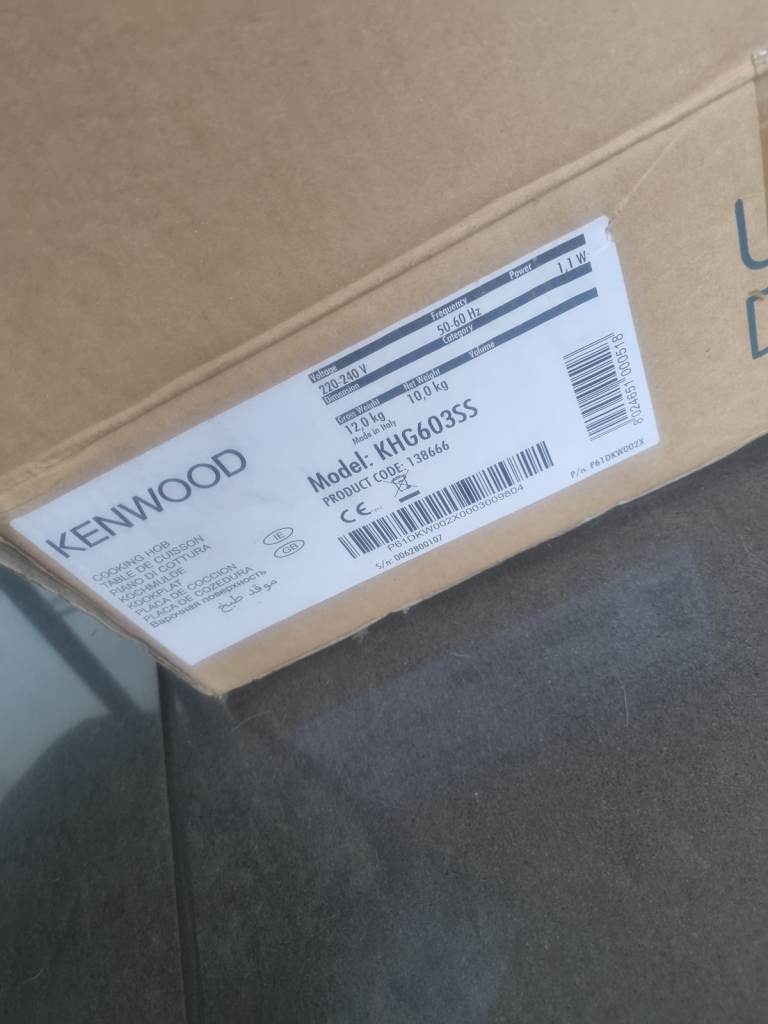 KENWOOD
COOKING HOB
TABLE DE CUISSON
PIANO DI COTTURA
KOCHMULDE
KOOKPLAT
PLACA DE COCCION
PLACA DE COZEDURA
Варочная поверхность
موقد طبخ
IE
GB
Voltage Frequency Power
220-240 V 50-60 Hz 1,1 W
Dimension Category
Gross Weight Net Weight Volume
12,0 kg 10,0 kg
Made in Italy
Model: KHG603SS
PRODUCT CODE: 138666
CE
P61DKW002X0003009804
S/n: 0062800107
8 024651 000518
P/n: P61DKW002X